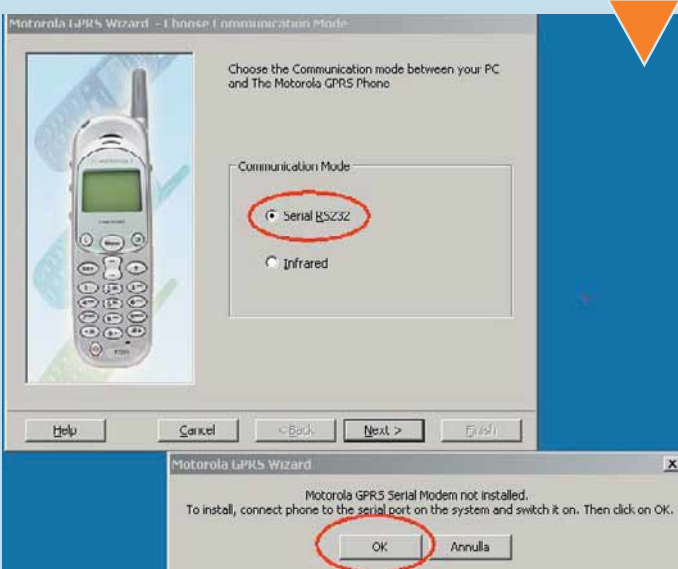 Motorola GPRS Wizard - Choose Communication Mode
Choose the Communication mode between your PC
and The Motorola GPRS Phone
Communication Mode
Serial RS232
Infrared
Help
Cancel
< Back
Next >
Finish
Motorola GPRS Wizard
X
Motorola GPRS Serial Modem not installed.
To install, connect phone to the serial port on the system and switch it on. Then click on OK.
OK
Annulla